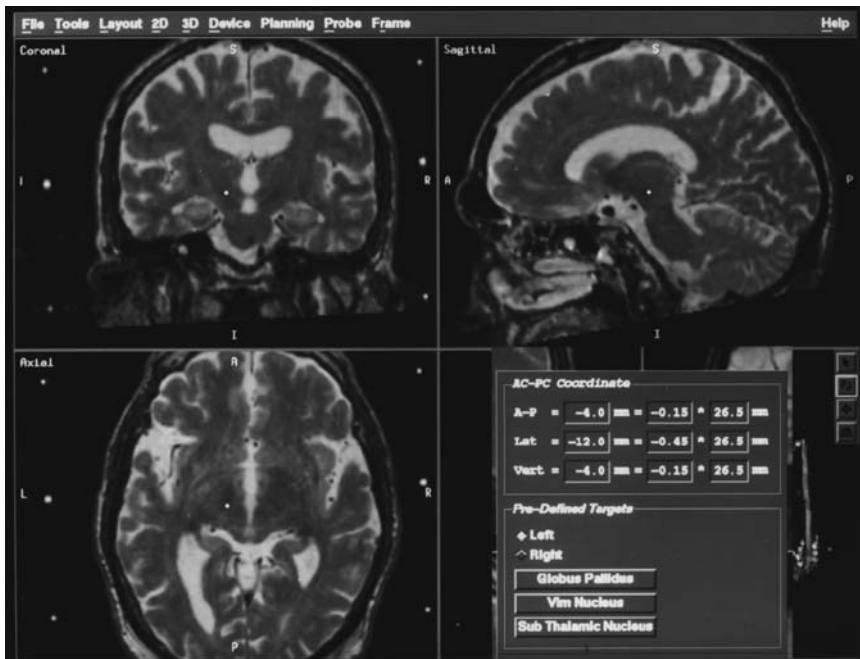 File Tools Layout 2D 3D Device Planning Probe Frame Help
Coronal
S
I
R
I
Sagittal
S
A
P
I
Axial
A
L
R
P
AC-PC Coordinate
A-P = -4.0 mm = -0.15 * 26.5 mm
Lat = -12.0 mm = -0.45 * 26.5 mm
Vert = -4.0 mm = -0.15 * 26.5 mm
Pre-Defined Targets
Left
Right
Globus Pallidus
Vim Nucleus
Sub Thalamic Nucleus